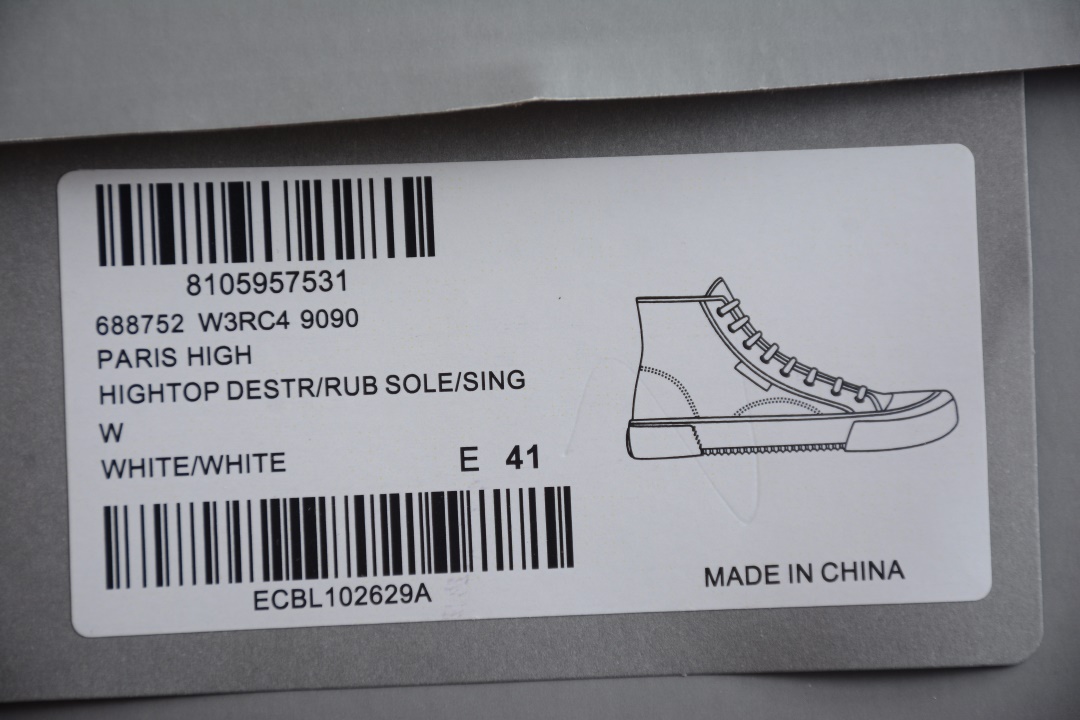 8105957531
688752 W3RC4 9090
PARIS HIGH
HIGHTOP DESTR/RUB SOLE/SING
W
WHITE/WHITE E 41
ECBL102629A
MADE IN CHINA